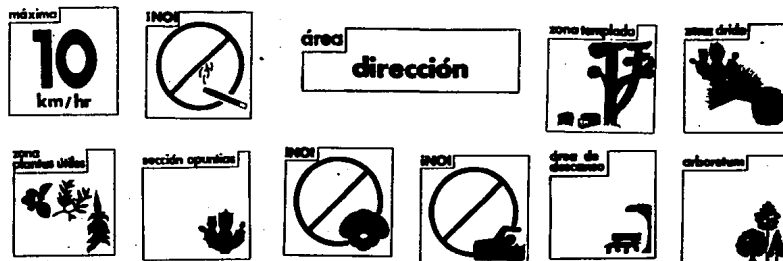 máxima
10
km/hr
¡NO!
área
dirección
zona templada
zona árida
zona
plantas útiles
sección opuntias
¡NO!
¡NO!
área de
descanso
arboretum